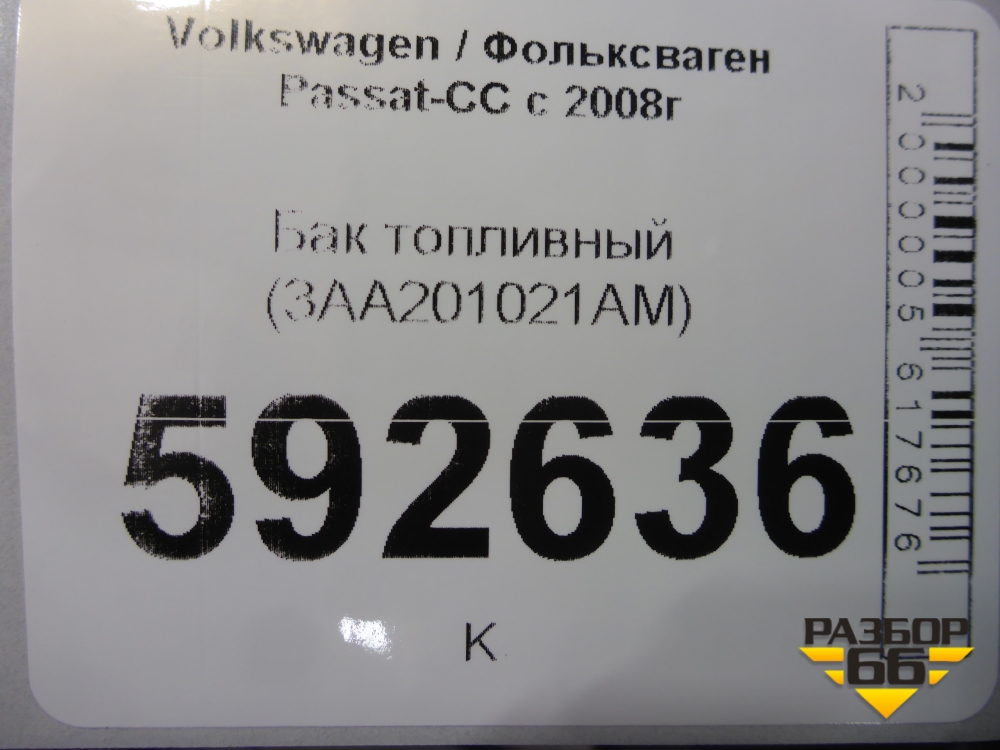 Volkswagen / Фольксваген
Passat-CC с 2008г
Бак топливный
(3AA201021AM)
592636
K
2000005617676
РАЗБОР
66